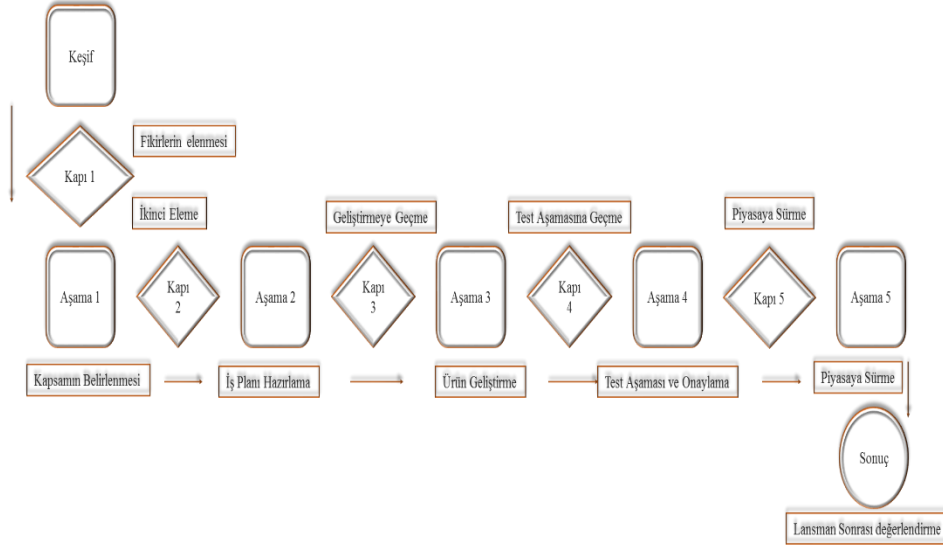 Keşif
Fikirlerin elenmesi
Kapı 1
İkinci Eleme
Geliştirmeye Geçme
Test Aşamasına Geçme
Piyasaya Sürme
Aşama 1
Kapı
2
Aşama 2
Kapı
3
Aşama 3
Kapı
4
Aşama 4
Kapı 5
Aşama 5
Kapsamın Belirlenmesi
İş Planı Hazırlama
Ürün Geliştirme
Test Aşaması ve Onaylama
Piyasaya Sürme
Sonuç
Lansman Sonrası değerlendirme